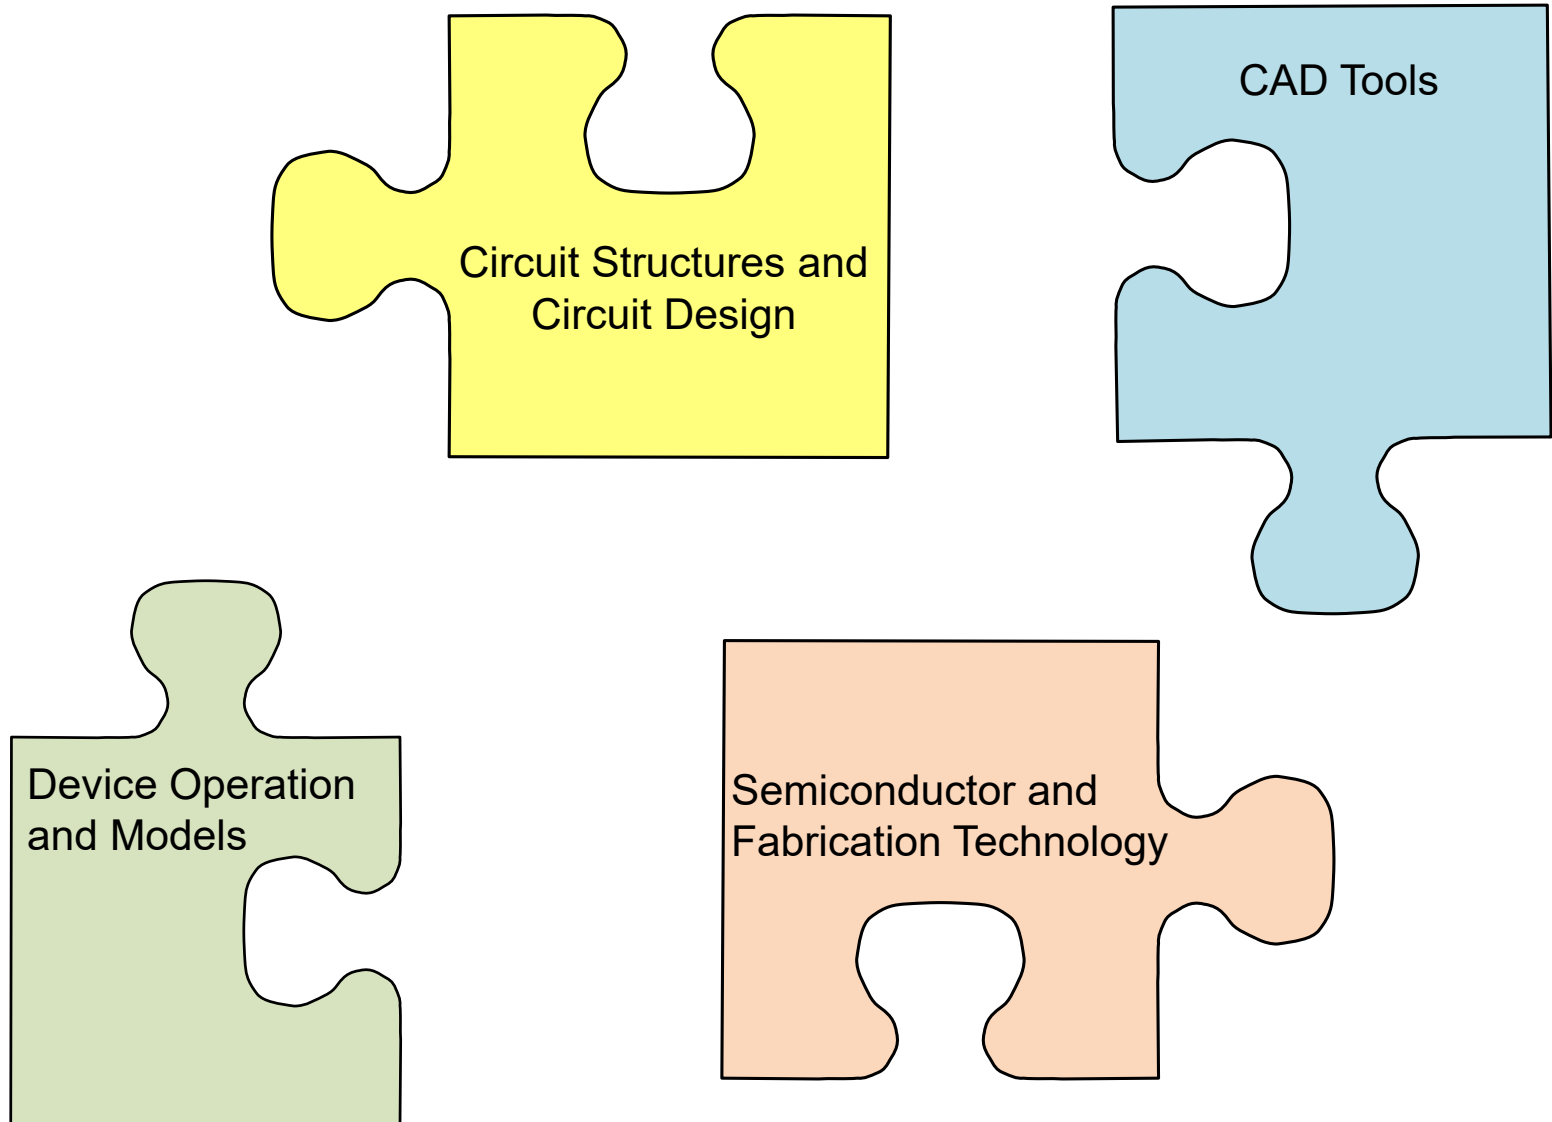 CAD Tools
Circuit Structures and
Circuit Design
Device Operation
and Models
Semiconductor and
Fabrication Technology